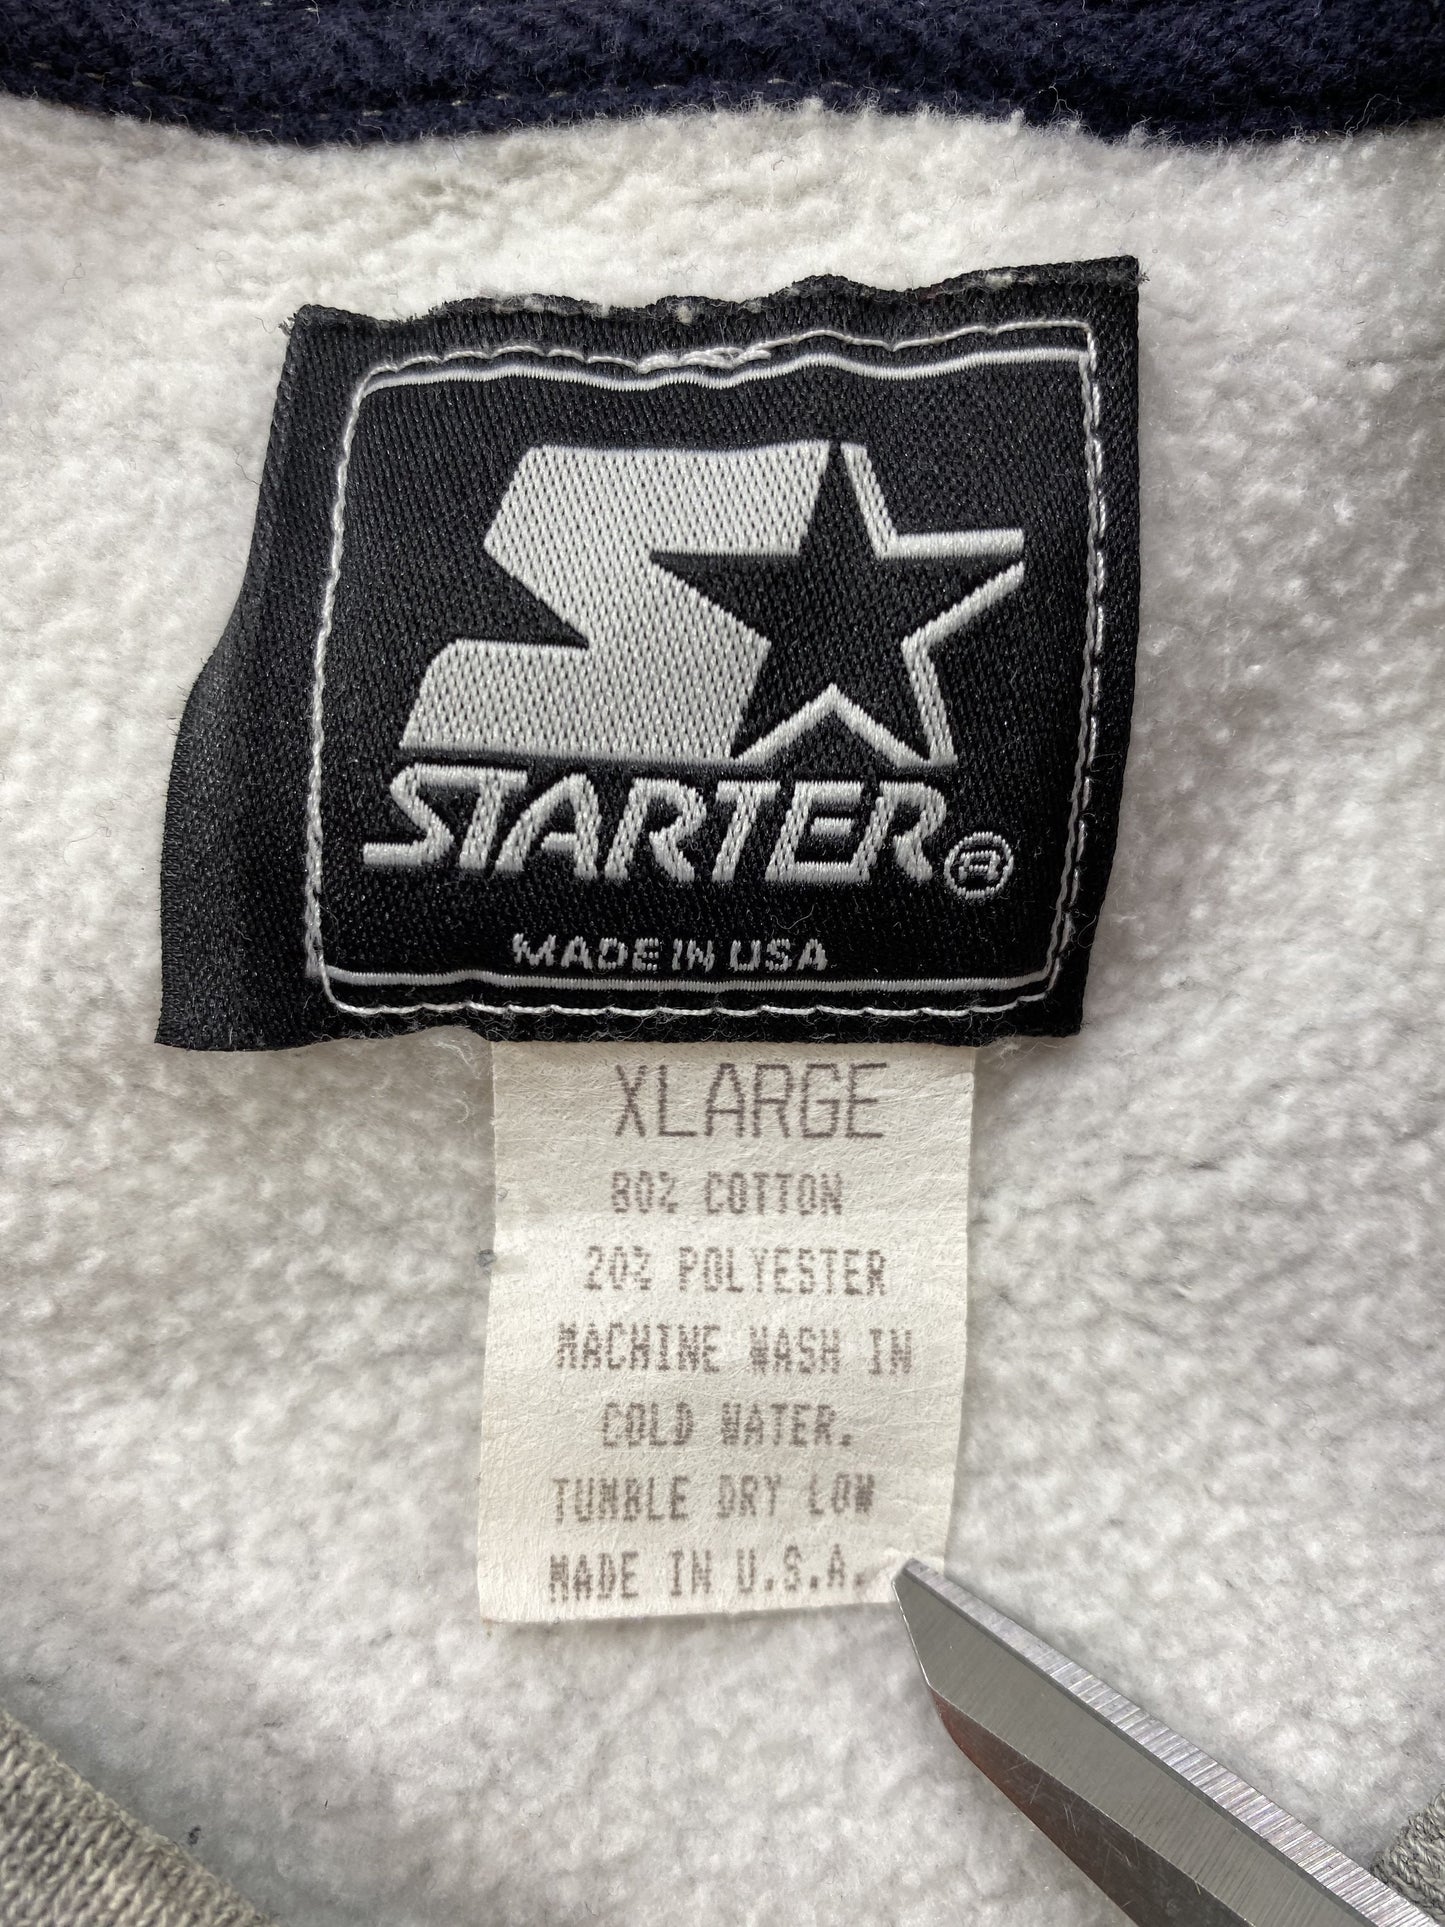 STARTER®
MADE IN USA
XLARGE
80% COTTON
20% POLYESTER
MACHINE WASH IN
COLD WATER.
TUMBLE DRY LOW
MADE IN U.S.A.